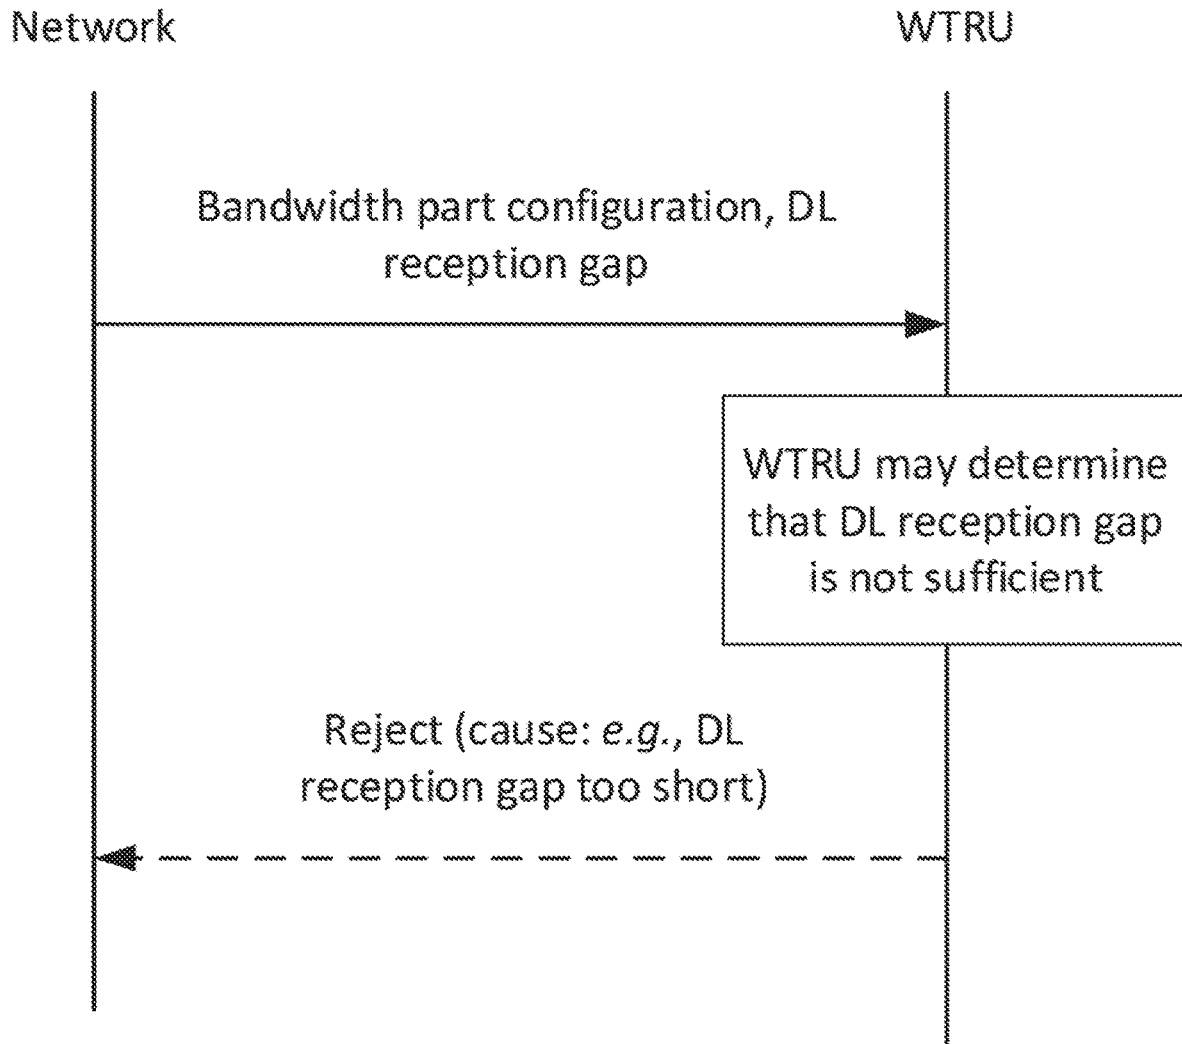 Network
WTRU
Bandwidth part configuration, DL
reception gap
WTRU may determine
that DL reception gap
is not sufficient
Reject (cause: e.g., DL
reception gap too short)